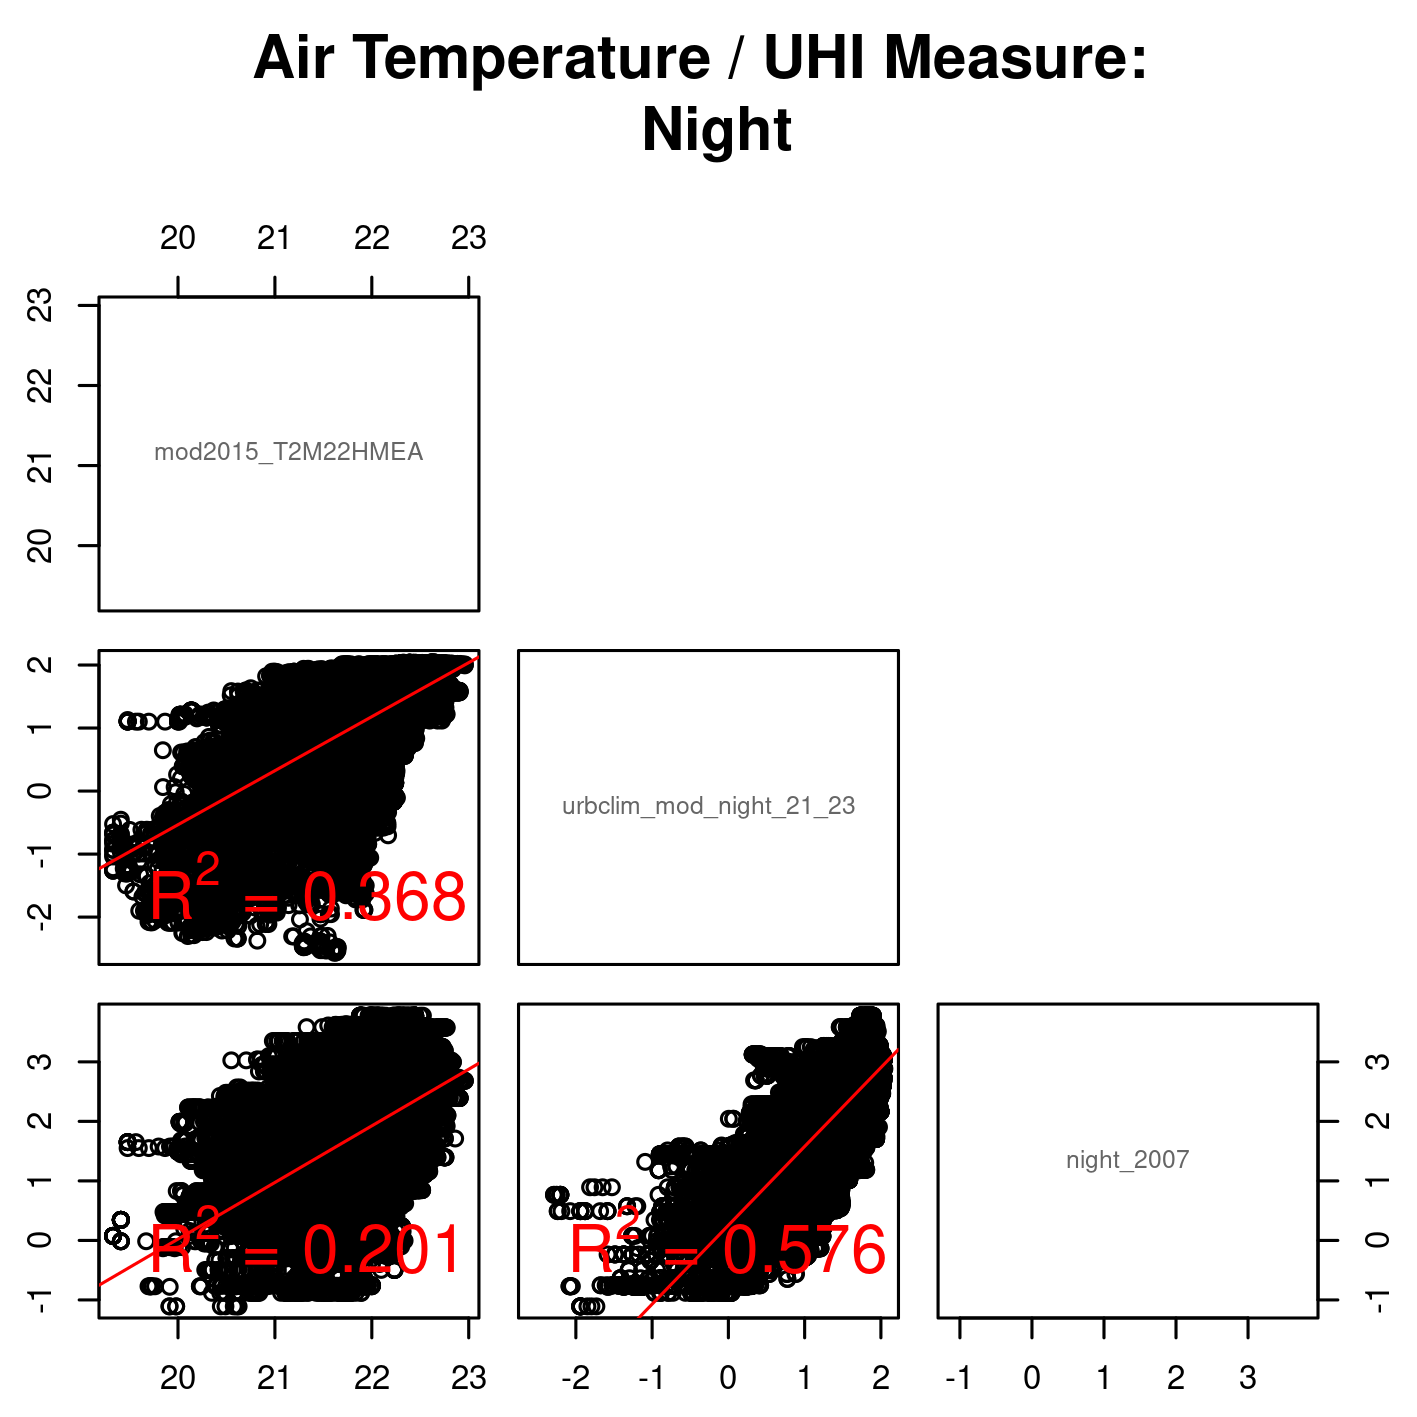 Air Temperature / UHI Measure:
Night
20 21 22 23
23
22
21
20
mod2015_T2M22HMEA
2
1
0
-1
-2
R² = 0.368
urbclim_mod_night_21_23
3
2
1
0
-1
R² = 0.201
R² = 0.576
night_2007
3
2
1
0
-1
20 21 22 23
-2 -1 0 1 2
-1 0 1 2 3